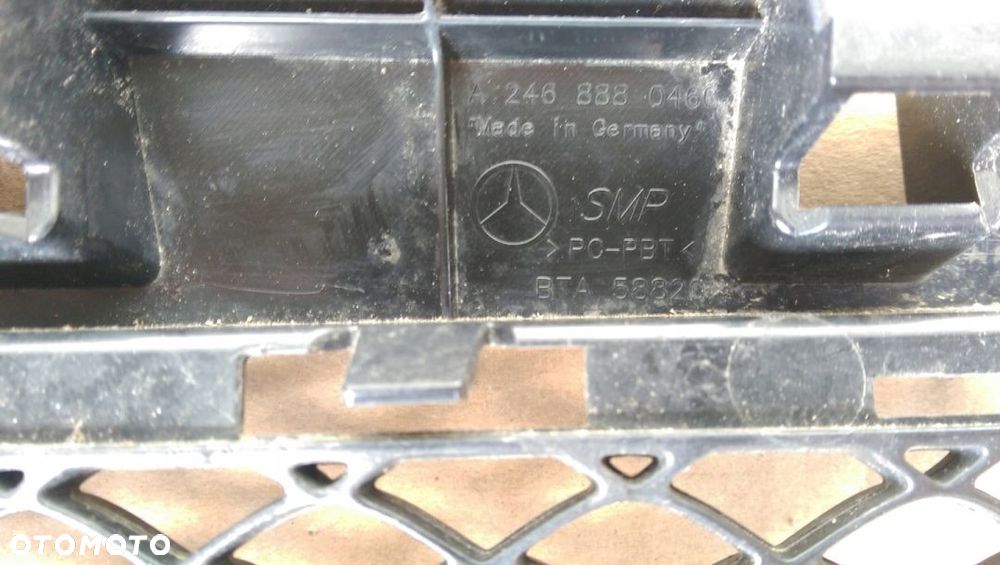 A 246 888 0460
"Made in Germany"
SMP
>PC-PBT<
BTA 58820
OTOMOTO